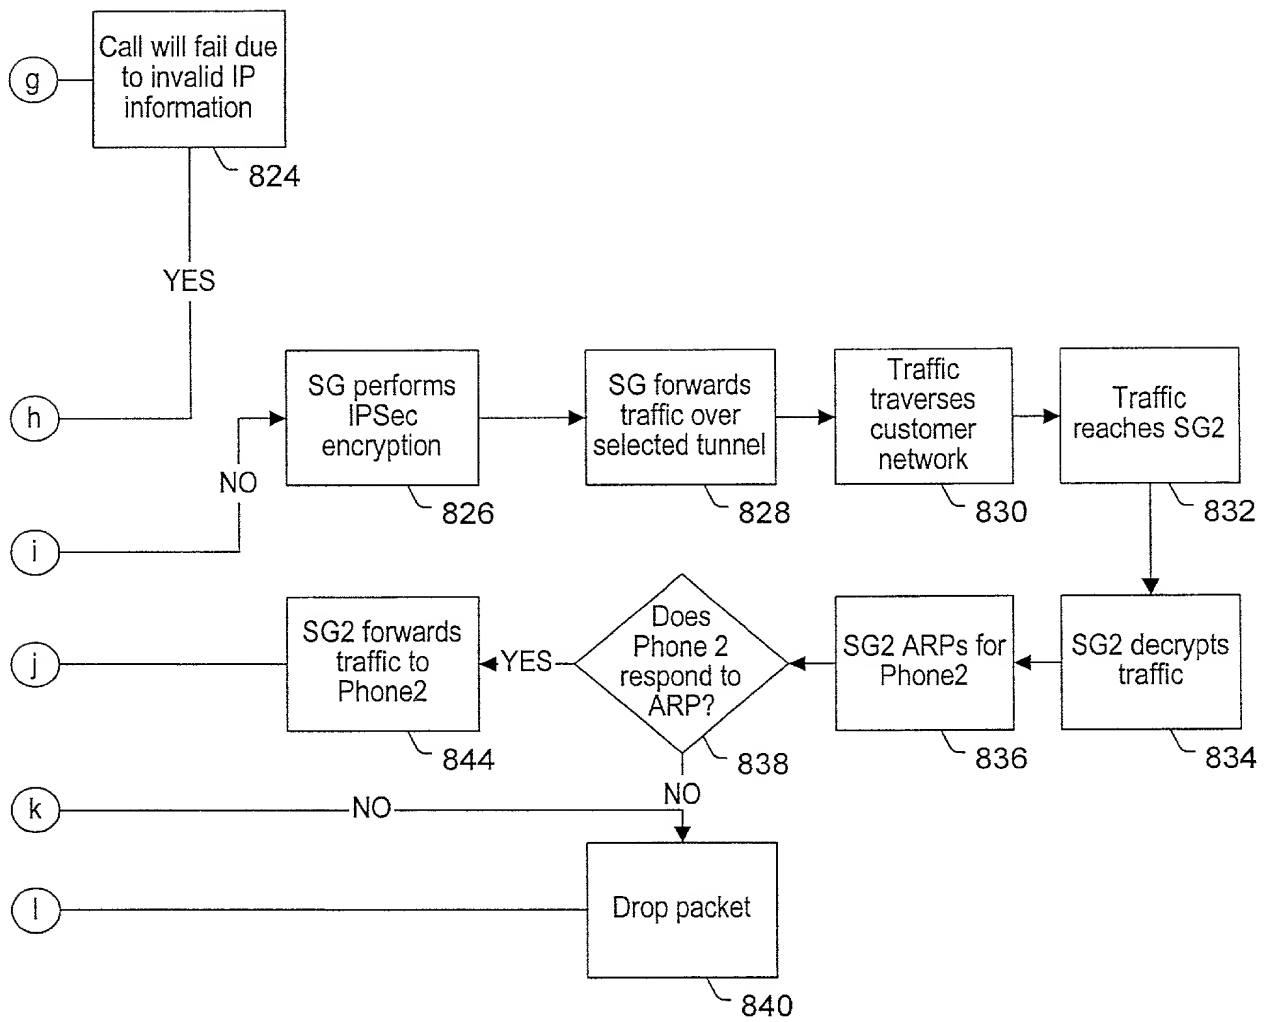 g
Call will fail due
to invalid IP
information
824
YES
h
SG performs
IPSec
encryption
826
SG forwards
traffic over
selected tunnel
828
Traffic
traverses
customer
network
830
Traffic
reaches SG2
832
NO
i
j
SG2 forwards
traffic to
Phone2
844
YES
Does
Phone 2
respond to
ARP?
838
SG2 ARPs for
Phone2
836
SG2 decrypts
traffic
834
NO
k
NO
l
Drop packet
840